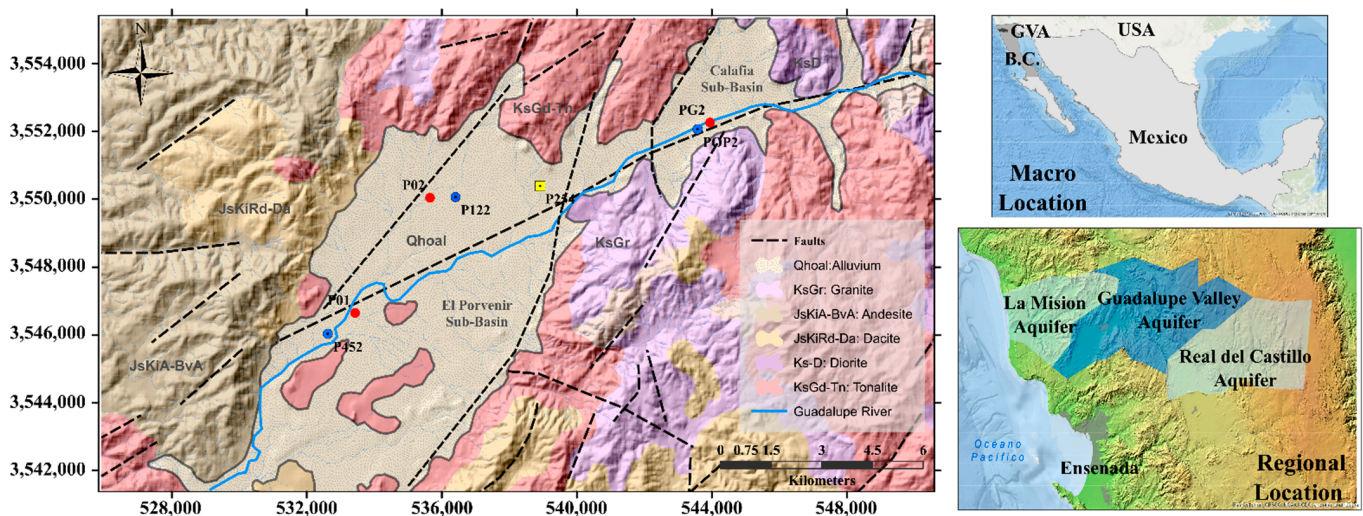 N
3,554,000
3,552,000
3,550,000
3,548,000
3,546,000
3,544,000
3,542,000
528,000
532,000
536,000
540,000
544,000
548,000
Calafia
Sub-Basin
KsD
KsGd-Tn
PG2
POP2
P02
P122
P254
JsKiRd-Da
Qhoal
KsGr
P01
El Porvenir
Sub-Basin
P452
JsKiA-BvA
Faults
Qhoal:Alluvium
KsGr: Granite
JsKiA-BvA: Andesite
JsKiRd-Da: Dacite
Ks-D: Diorite
KsGd-Tn: Tonalite
Guadalupe River
0 0.75 1.5 3 4.5 6
Kilometers
GVA
USA
B.C.
Mexico
Macro
Location
La Mision
Aquifer
Guadalupe Valley
Aquifer
Real del Castillo
Aquifer
Océano
Pacífico
Ensenada
Regional
Location